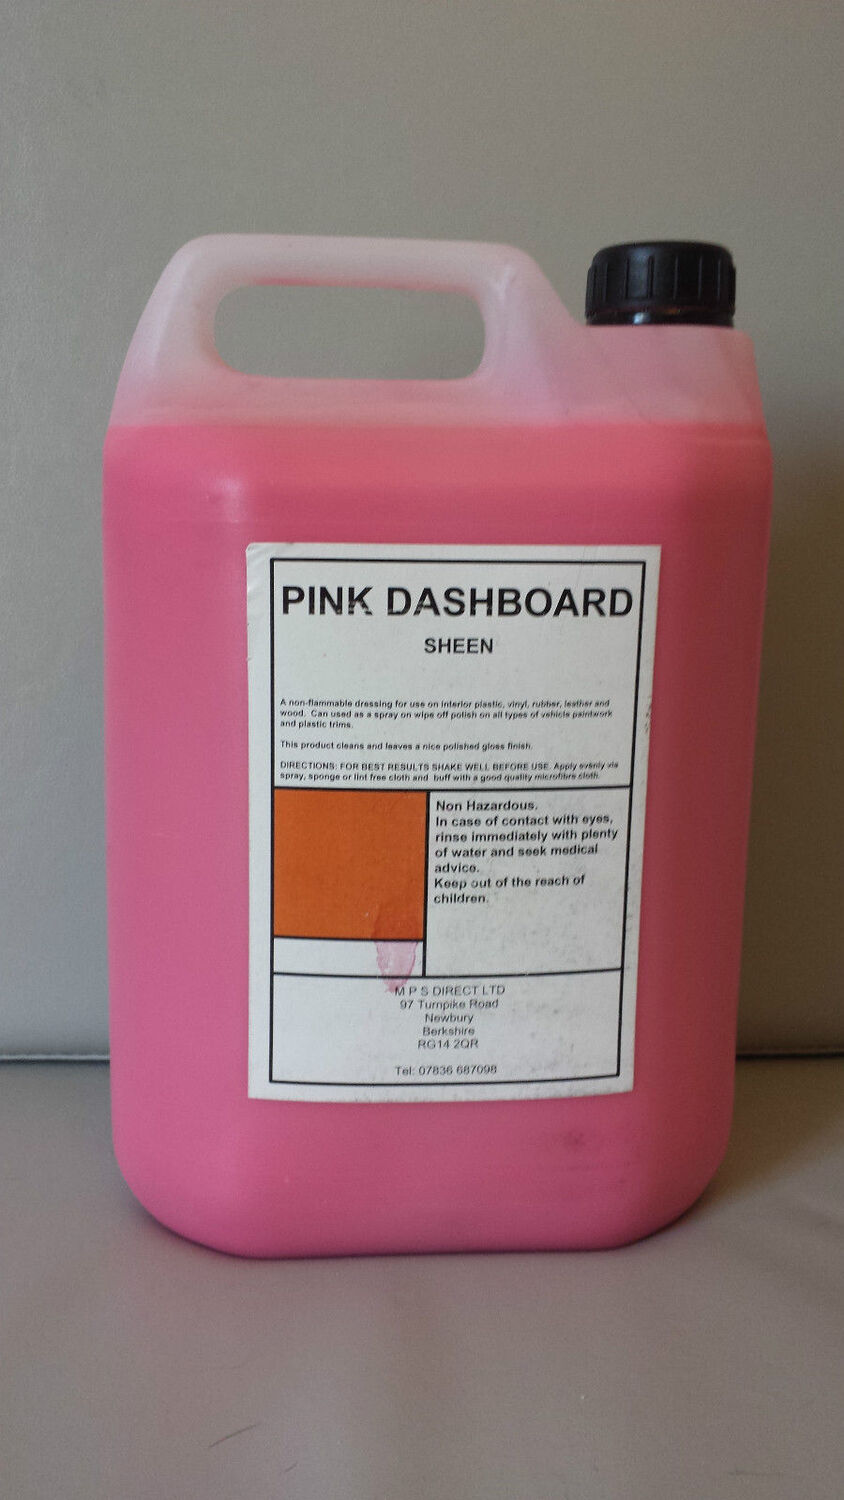 PINK DASHBOARD
SHEEN
A non-flammable dressing for use on interior plastic, vinyl, rubber, leather and
wood. Can used as a spray on wipe off polish on all types of vehicle paintwork
and plastic trims.
This product cleans and leaves a nice polished gloss finish.
DIRECTIONS: FOR BEST RESULTS SHAKE WELL BEFORE USE. Apply evenly via
spray, sponge or lint free cloth and buff with a good quality microfibre cloth.
Non Hazardous.
In case of contact with eyes,
rinse immediately with plenty
of water and seek medical
advice.
Keep out of the reach of
children.
M P S DIRECT LTD
97 Turnpike Road
Newbury
Berkshire
RG14 2QR
Tel: 07836 687098